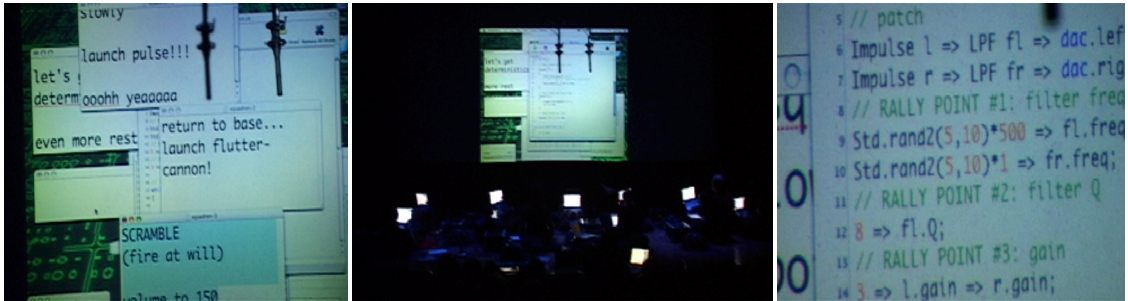 slowly
launch pulse!!!
let's
determ
ooohh yeaaaaa
even more rest
return to base...
launch flutter-
cannon!
SCRAMBLE
(fire at will)
volume to 150
let's get
deterministic
more rest
5 // patch
6 Impulse l => LPF fl => dac.left
7 Impulse r => LPF fr => dac.rig
8 // RALLY POINT #1: filter freq
9 Std.rand2(5,10)*500 => fl.freq
10 Std.rand2(5,10)*1 => fr.freq;
11 // RALLY POINT #2: filter Q
12 8 => fl.Q;
13 // RALLY POINT #3: gain
14 3 => l.gain => r.gain;